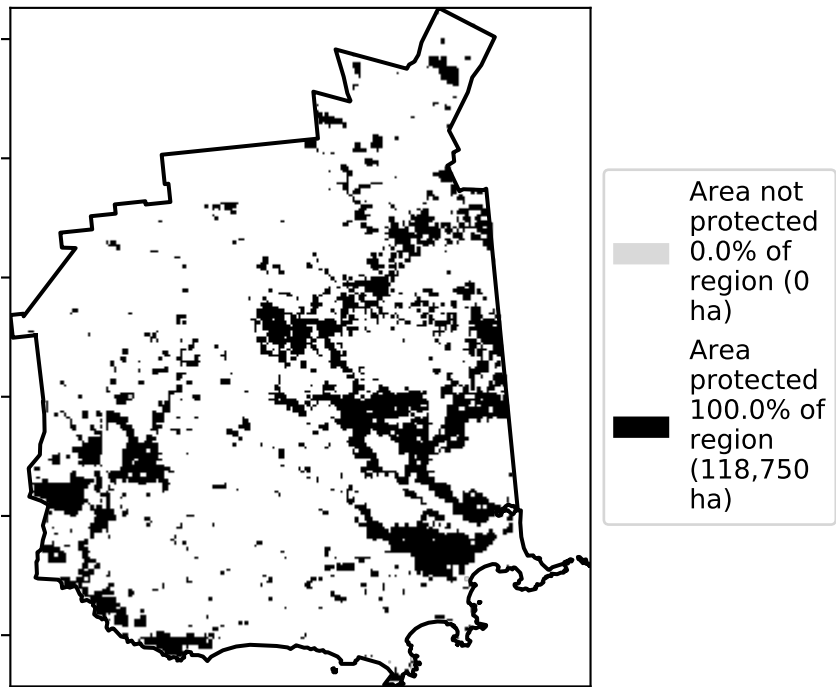 Area not
protected
0.0% of
region (0
ha)
Area
protected
100.0% of
region
(118,750
ha)